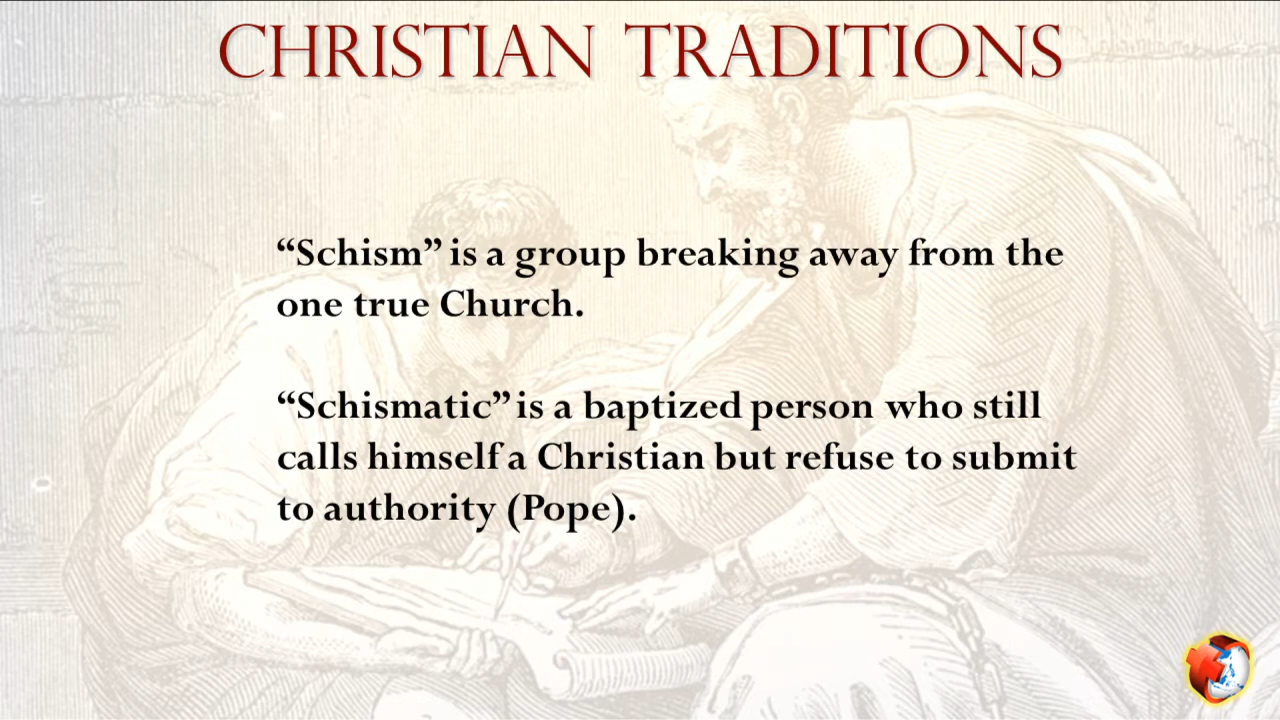 CHRISTIAN TRADITIONS
“Schism” is a group breaking away from the
one true Church.
“Schismatic” is a baptized person who still
calls himself a Christian but refuse to submit
to authority (Pope).